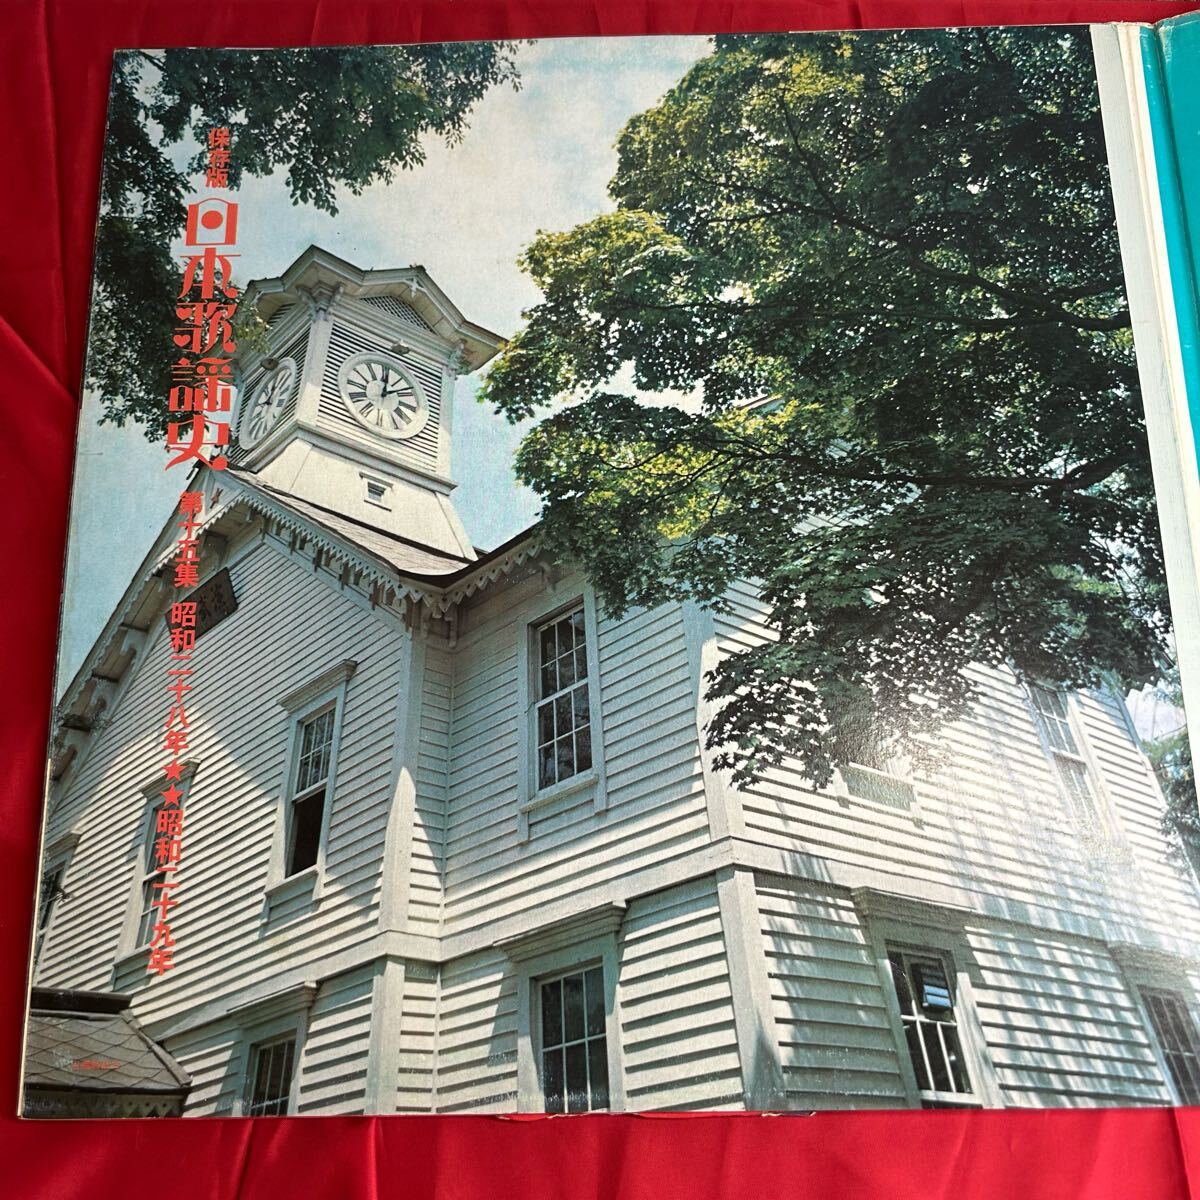 保存版
日本歌謡史
第十五集 昭和二十八年★★昭和二十九年